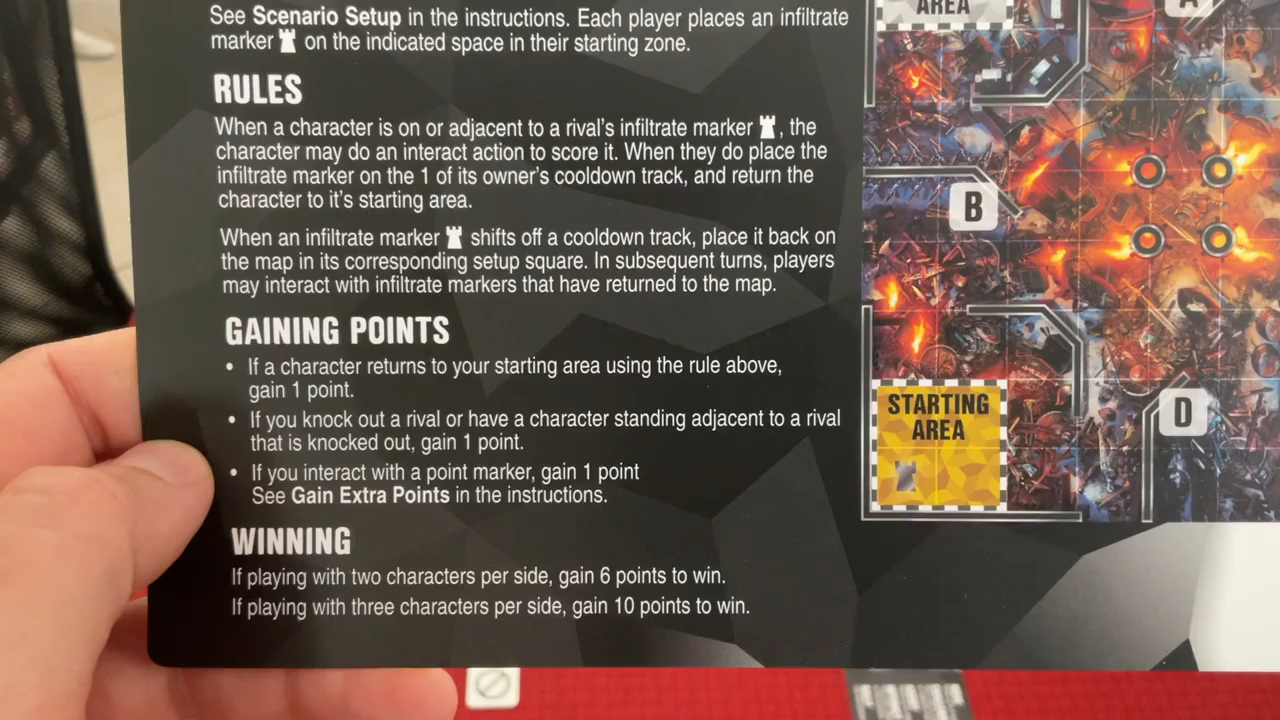 See Scenario Setup in the instructions. Each player places an infiltrate
marker on the indicated space in their starting zone.
RULES
When a character is on or adjacent to a rival's infiltrate marker , the
character may do an interact action to score it. When they do place the
infiltrate marker on the 1 of its owner's cooldown track, and return the
character to it's starting area.
When an infiltrate marker shifts off a cooldown track, place it back on
the map in its corresponding setup square. In subsequent turns, players
may interact with infiltrate markers that have returned to the map.
GAINING POINTS
• If a character returns to your starting area using the rule above,
gain 1 point.
• If you knock out a rival or have a character standing adjacent to a rival
that is knocked out, gain 1 point.
• If you interact with a point marker, gain 1 point
See Gain Extra Points in the instructions.
WINNING
If playing with two characters per side, gain 6 points to win.
If playing with three characters per side, gain 10 points to win.
AREA
A
B
STARTING
AREA
D